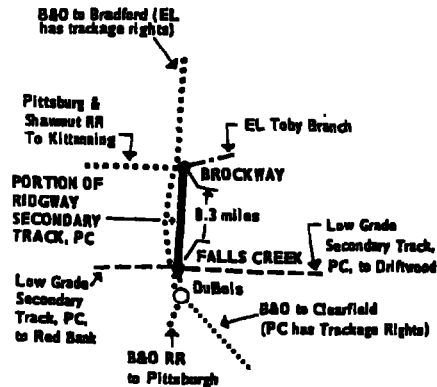 B&O to Bradford (EL
has trackage rights)
Pittsburg &
Shawmut RR
To Kittanning
EL Toby Branch
BROCKWAY
PORTION OF
RIDGWAY
SECONDARY
TRACK, PC
8.3 miles
Low Grade
Secondary Track,
PC, to Driftwood
FALLS CREEK
Low Grade
Secondary
Track, PC,
to Red Bank
DuBois
B&O to Clearfield
(PC has Trackage Rights)
B&O RR
to Pittsburgh